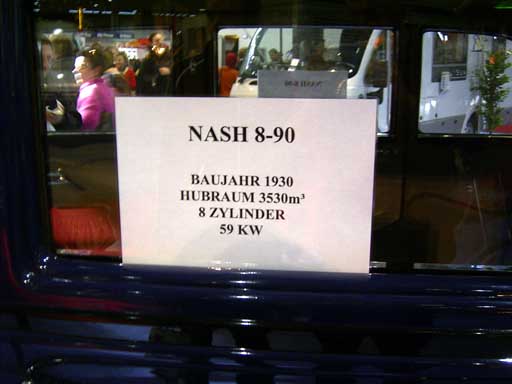 NASH 8-90
BAUJAHR 1930
HUBRAUM 3530m³
8 ZYLINDER
59 KW